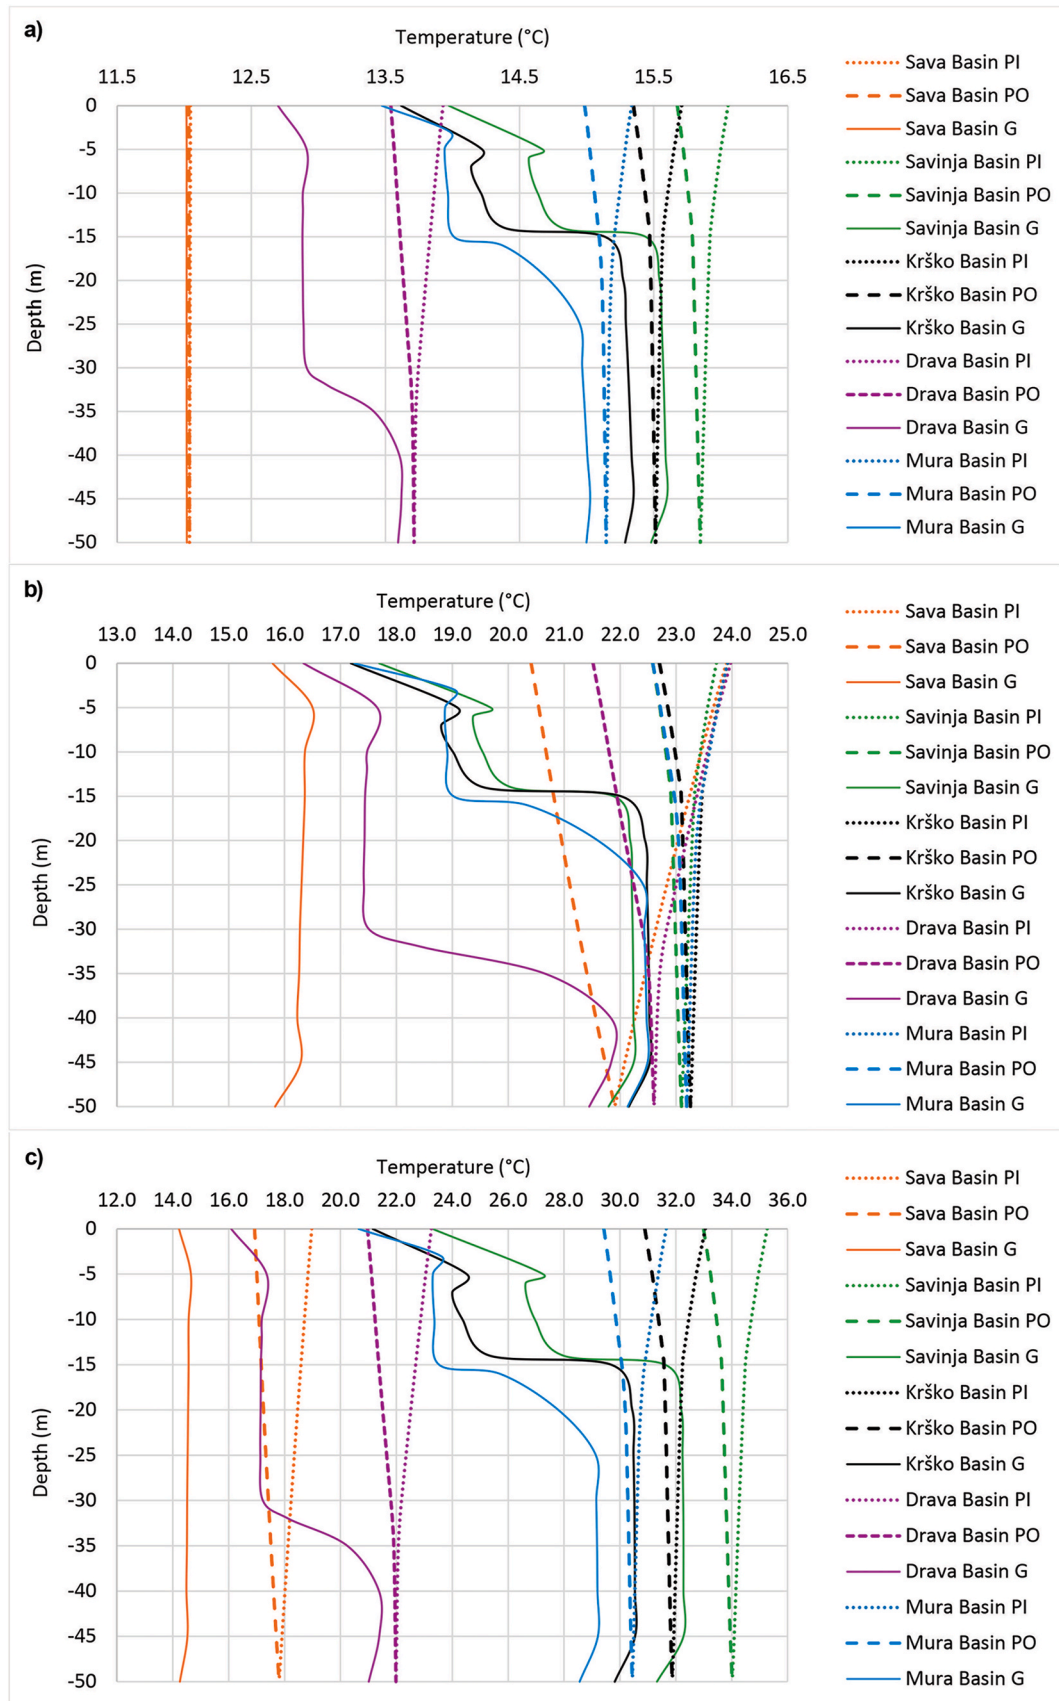 a)
Temperature (°C)
11.5 12.5 13.5 14.5 15.5 16.5
0
-5
-10
-15
-20
-25
-30
-35
-40
-45
-50
Depth (m)
Sava Basin PI
Sava Basin PO
Sava Basin G
Savinja Basin PI
Savinja Basin PO
Savinja Basin G
Krško Basin PI
Krško Basin PO
Krško Basin G
Drava Basin PI
Drava Basin PO
Drava Basin G
Mura Basin PI
Mura Basin PO
Mura Basin G
b)
Temperature (°C)
13.0 14.0 15.0 16.0 17.0 18.0 19.0 20.0 21.0 22.0 23.0 24.0 25.0
0
-5
-10
-15
-20
-25
-30
-35
-40
-45
-50
Depth (m)
Sava Basin PI
Sava Basin PO
Sava Basin G
Savinja Basin PI
Savinja Basin PO
Savinja Basin G
Krško Basin PI
Krško Basin PO
Krško Basin G
Drava Basin PI
Drava Basin PO
Drava Basin G
Mura Basin PI
Mura Basin PO
Mura Basin G
c)
Temperature (°C)
12.0 14.0 16.0 18.0 20.0 22.0 24.0 26.0 28.0 30.0 32.0 34.0 36.0
0
-5
-10
-15
-20
-25
-30
-35
-40
-45
-50
Depth (m)
Sava Basin PI
Sava Basin PO
Sava Basin G
Savinja Basin PI
Savinja Basin PO
Savinja Basin G
Krško Basin PI
Krško Basin PO
Krško Basin G
Drava Basin PI
Drava Basin PO
Drava Basin G
Mura Basin PI
Mura Basin PO
Mura Basin G